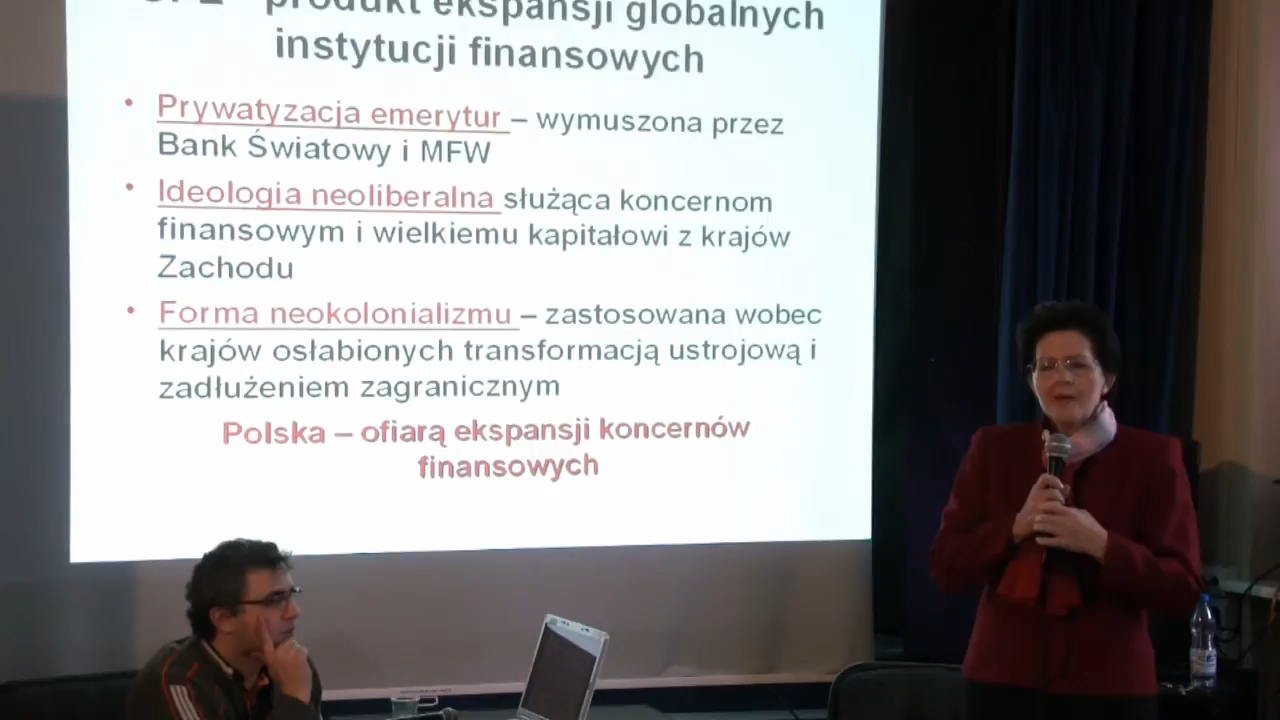 – produkt ekspansji globalnych
instytucji finansowych
• Prywatyzacja emerytur – wymuszona przez
Bank Światowy i MFW
• Ideologia neoliberalna służąca koncernom
finansowym i wielkiemu kapitałowi z krajów
Zachodu
• Forma neokolonializmu – zastosowana wobec
krajów osłabionych transformacją ustrojową i
zadłużeniem zagranicznym
Polska – ofiarą ekspansji koncernów
finansowych